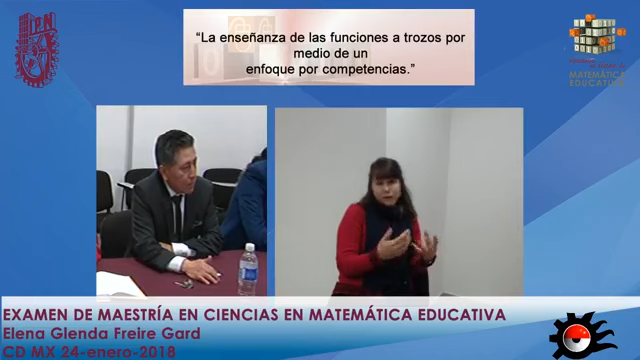 “La enseñanza de las funciones a trozos por
medio de un
enfoque por competencias.”
MATEMÁTICA
EDUCATIVA
EXAMEN DE MAESTRÍA EN CIENCIAS EN MATEMÁTICA EDUCATIVA
Elena Glenda Freire Gard
CD MX 24-enero-2018